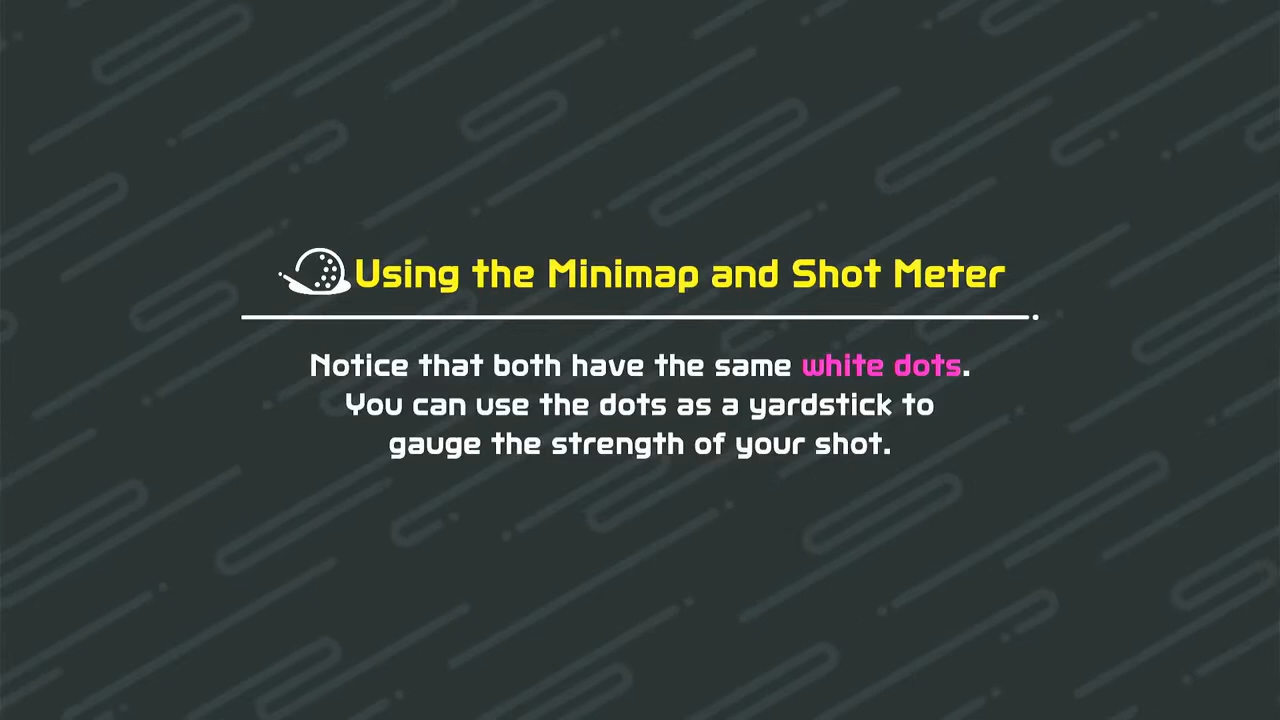 Using the Minimap and Shot Meter
Notice that both have the same white dots.
You can use the dots as a yardstick to
gauge the strength of your shot.